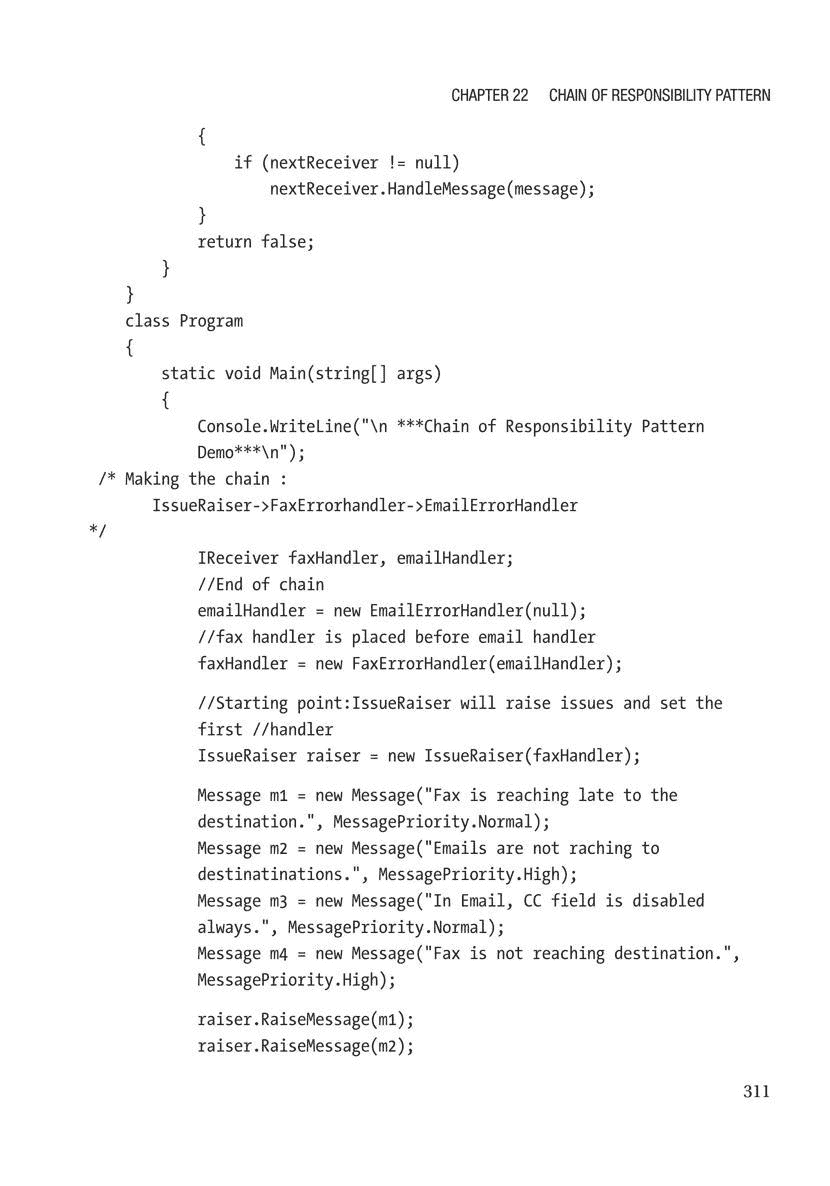 CHAPTER 22 CHAIN OF RESPONSIBILITY PATTERN
{
if (nextReceiver != null)
nextReceiver.HandleMessage(message);
}
return false;
}
}
class Program
{
static void Main(string[] args)
{
Console.WriteLine("\n ***Chain of Responsibility Pattern
Demo***\n");
/* Making the chain :
IssueRaiser->FaxErrorhandler->EmailErrorHandler
*/
IReceiver faxHandler, emailHandler;
//End of chain
emailHandler = new EmailErrorHandler(null);
//fax handler is placed before email handler
faxHandler = new FaxErrorHandler(emailHandler);
//Starting point:IssueRaiser will raise issues and set the
first //handler
IssueRaiser raiser = new IssueRaiser(faxHandler);
Message m1 = new Message("Fax is reaching late to the
destination.", MessagePriority.Normal);
Message m2 = new Message("Emails are not raching to
destinatinations.", MessagePriority.High);
Message m3 = new Message("In Email, CC field is disabled
always.", MessagePriority.Normal);
Message m4 = new Message("Fax is not reaching destination.",
MessagePriority.High);
raiser.RaiseMessage(m1);
raiser.RaiseMessage(m2);
311